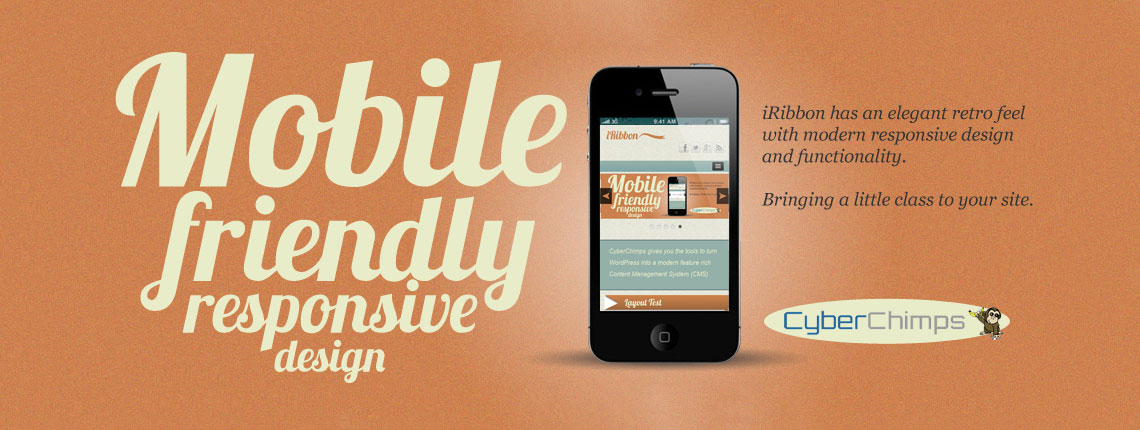 Mobile
friendly
responsive
design
9:41 AM
iRibbon
Mobile
friendly
responsive
design
CyberChimps
CyberChimps gives you the tools to turn
WordPress into a modern feature rich
Content Management System (CMS)
Layout Test
iRibbon has an elegant retro feel
with modern responsive design
and functionality.
Bringing a little class to your site.
CyberChimps